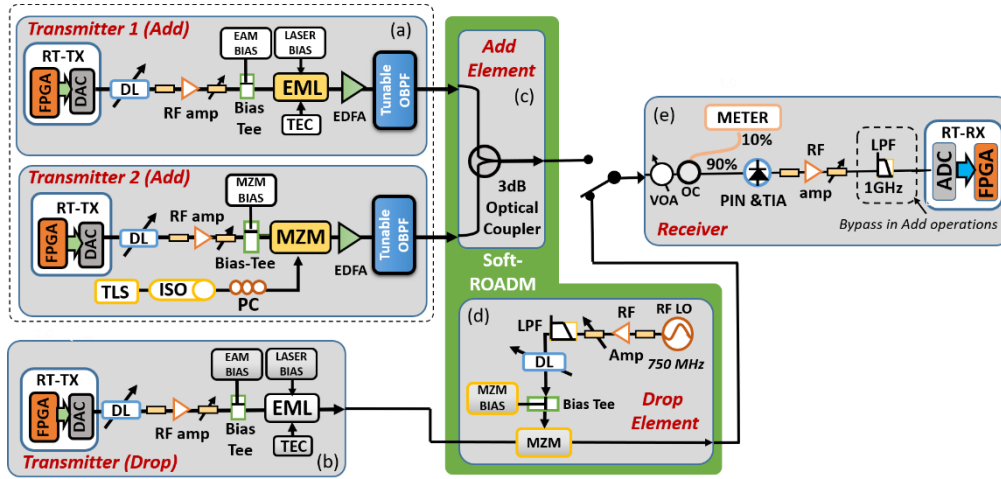 Transmitter 1 (Add)
(a)
RT-TX
FPGA
DAC
DL
RF amp
EAM
BIAS
LASER
BIAS
Bias
Tee
EML
TEC
EDFA
Tunable
OBPF
Transmitter 2 (Add)
RT-TX
FPGA
DAC
DL
RF amp
MZM
BIAS
Bias-Tee
MZM
EDFA
Tunable
OBPF
TLS
ISO
PC
RT-TX
FPGA
DAC
DL
RF amp
EAM
BIAS
LASER
BIAS
Bias
Tee
EML
TEC
Transmitter (Drop)
(b)
Add
Element
(c)
3dB
Optical
Coupler
Soft-
ROADM
(d)
LPF
RF
Amp
RF LO
750 MHz
DL
MZM
BIAS
Bias Tee
MZM
Drop
Element
(e)
METER
10%
90%
VOA
OC
PIN &TIA
RF
amp
LPF
1GHz
RT-RX
ADC
FPGA
Bypass in Add operations
Receiver